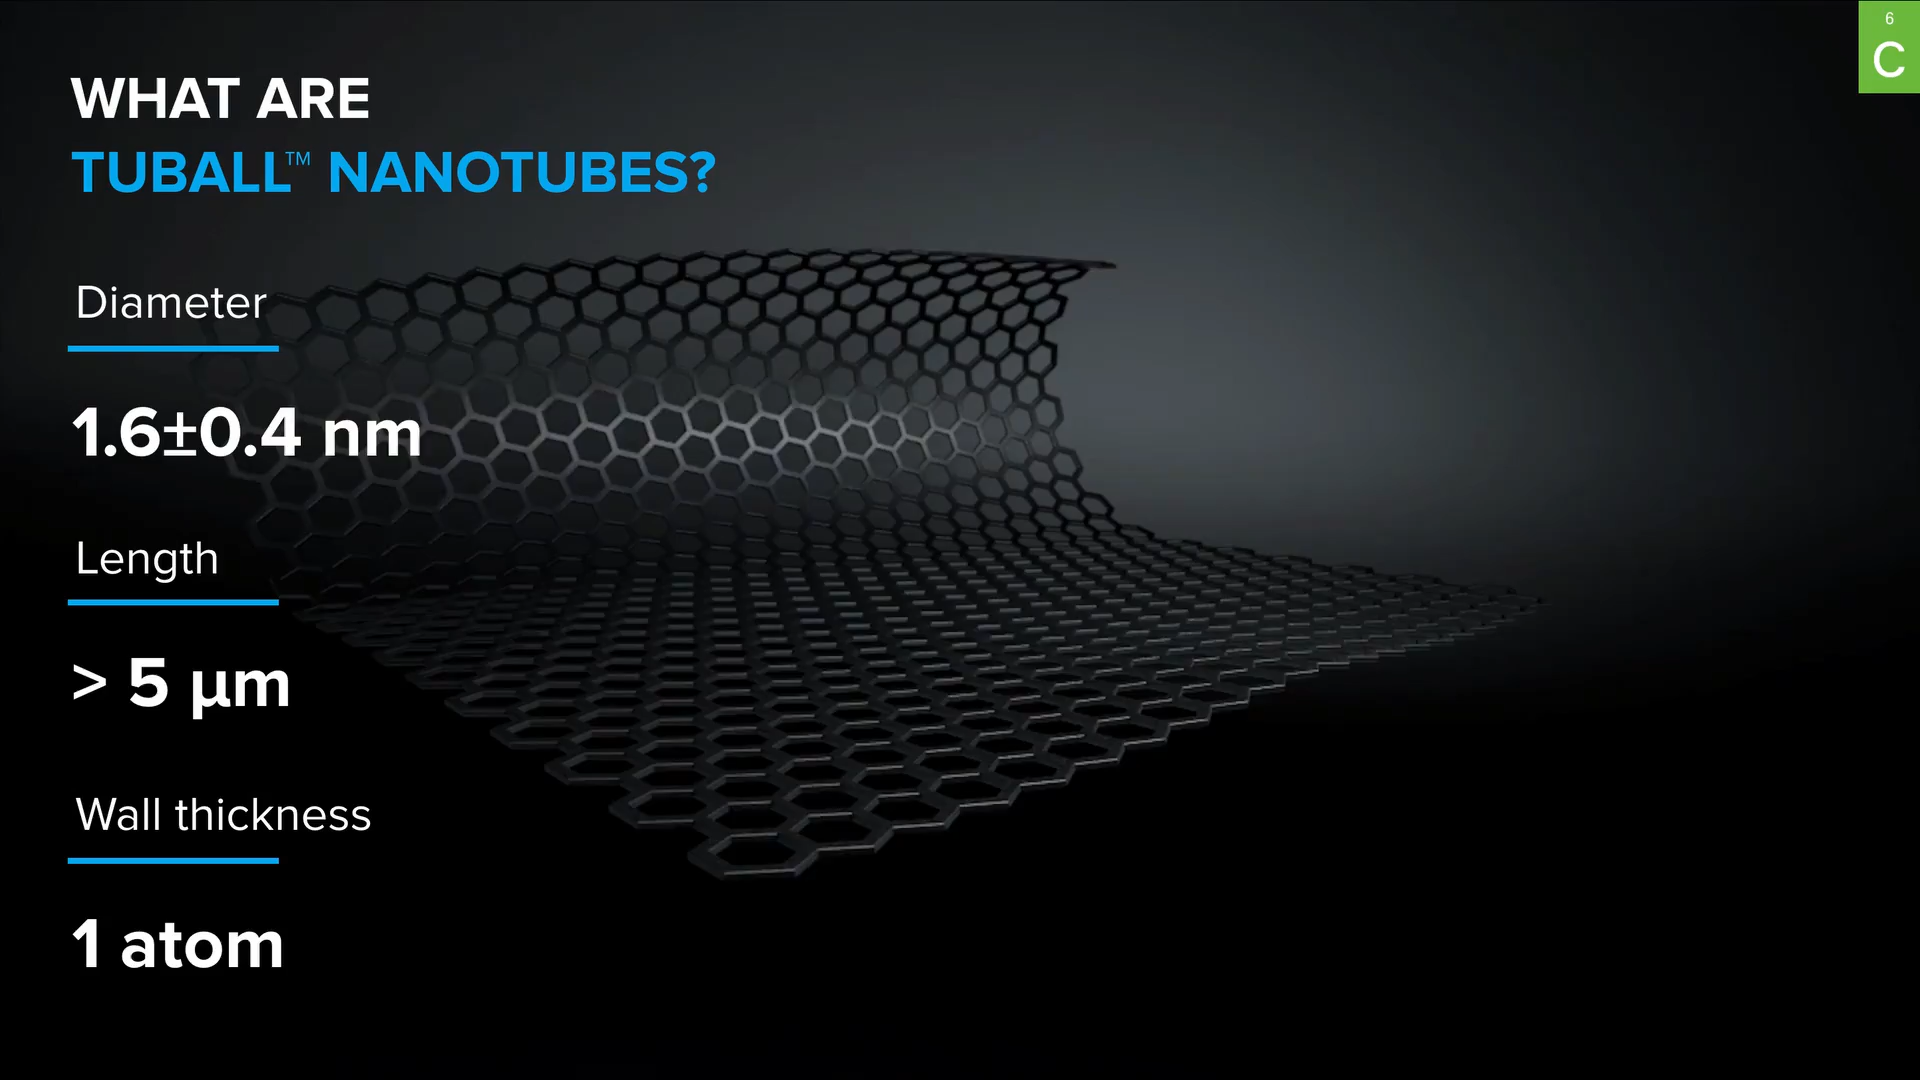 6
C
WHAT ARE
TUBALL™ NANOTUBES?
Diameter
1.6±0.4 nm
Length
> 5 μm
Wall thickness
1 atom